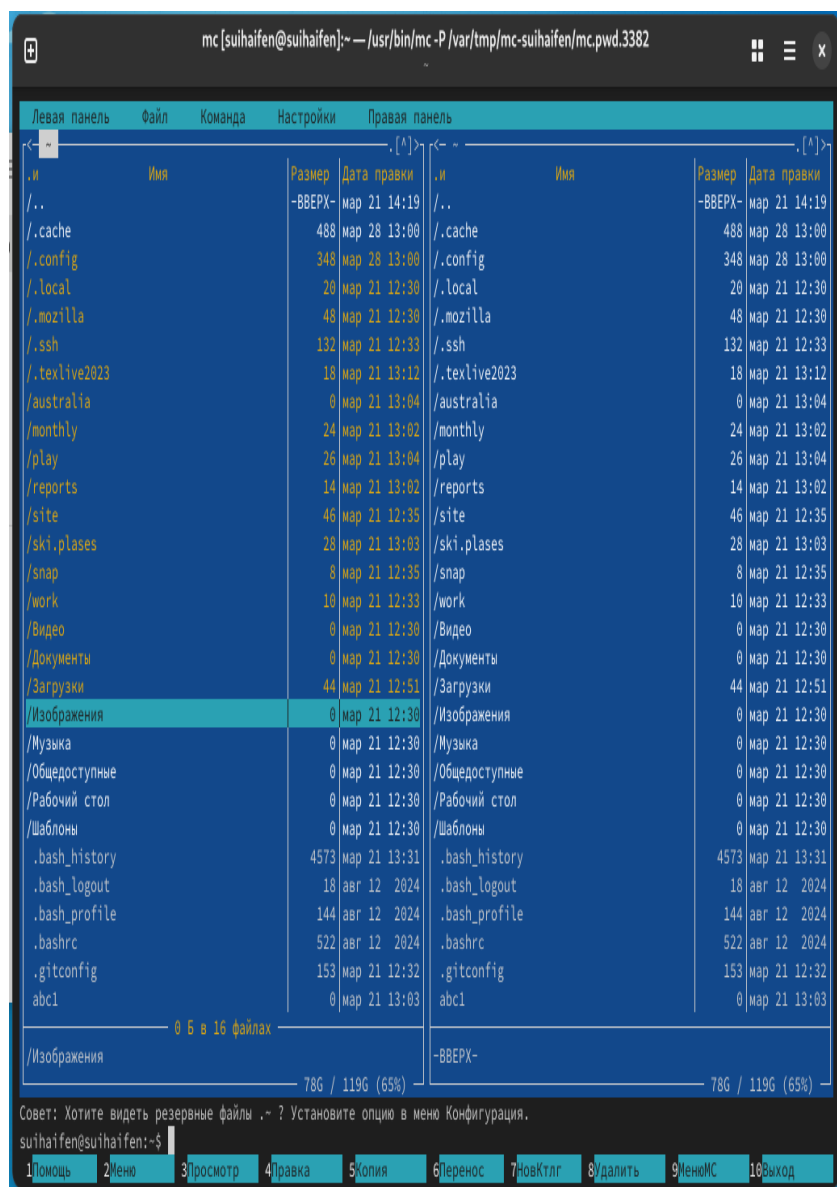 mc [suihaifen@suihaifen]:~ — /usr/bin/mc -P /var/tmp/mc-suihaifen/mc.pwd.3382
~
Левая панель Файл Команда Настройки Правая панель
<─ ~ .[^]> <─ ~ .[^]>
.и Имя Размер Дата правки .и Имя Размер Дата правки
/.. -ВВЕРХ- мар 21 14:19 /.. -ВВЕРХ- мар 21 14:19
/.cache 488 мар 28 13:00 /.cache 488 мар 28 13:00
/.config 348 мар 28 13:00 /.config 348 мар 28 13:00
/.local 20 мар 21 12:30 /.local 20 мар 21 12:30
/.mozilla 48 мар 21 12:30 /.mozilla 48 мар 21 12:30
/.ssh 132 мар 21 12:33 /.ssh 132 мар 21 12:33
/.texlive2023 18 мар 21 13:12 /.texlive2023 18 мар 21 13:12
/australia 0 мар 21 13:04 /australia 0 мар 21 13:04
/monthly 24 мар 21 13:02 /monthly 24 мар 21 13:02
/play 26 мар 21 13:04 /play 26 мар 21 13:04
/reports 14 мар 21 13:02 /reports 14 мар 21 13:02
/site 46 мар 21 12:35 /site 46 мар 21 12:35
/ski.plases 28 мар 21 13:03 /ski.plases 28 мар 21 13:03
/snap 8 мар 21 12:35 /snap 8 мар 21 12:35
/work 10 мар 21 12:33 /work 10 мар 21 12:33
/Видео 0 мар 21 12:30 /Видео 0 мар 21 12:30
/Документы 0 мар 21 12:30 /Документы 0 мар 21 12:30
/Загрузки 44 мар 21 12:51 /Загрузки 44 мар 21 12:51
/Изображения 0 мар 21 12:30 /Изображения 0 мар 21 12:30
/Музыка 0 мар 21 12:30 /Музыка 0 мар 21 12:30
/Общедоступные 0 мар 21 12:30 /Общедоступные 0 мар 21 12:30
/Рабочий стол 0 мар 21 12:30 /Рабочий стол 0 мар 21 12:30
/Шаблоны 0 мар 21 12:30 /Шаблоны 0 мар 21 12:30
.bash_history 4573 мар 21 13:31 .bash_history 4573 мар 21 13:31
.bash_logout 18 авг 12 2024 .bash_logout 18 авг 12 2024
.bash_profile 144 авг 12 2024 .bash_profile 144 авг 12 2024
.bashrc 522 авг 12 2024 .bashrc 522 авг 12 2024
.gitconfig 153 мар 21 12:32 .gitconfig 153 мар 21 12:32
abc1 0 мар 21 13:03 abc1 0 мар 21 13:03
0 Б в 16 файлах
/Изображения -ВВЕРХ-
78G / 119G (65%) 78G / 119G (65%)
Совет: Хотите видеть резервные файлы .~ ? Установите опцию в меню Конфигурация.
suihaifen@suihaifen:~$
1Помощь 2Меню 3Просмотр 4Правка 5Копия 6Перенос 7НовКтлг 8Удалить 9МенюMC 10Выход